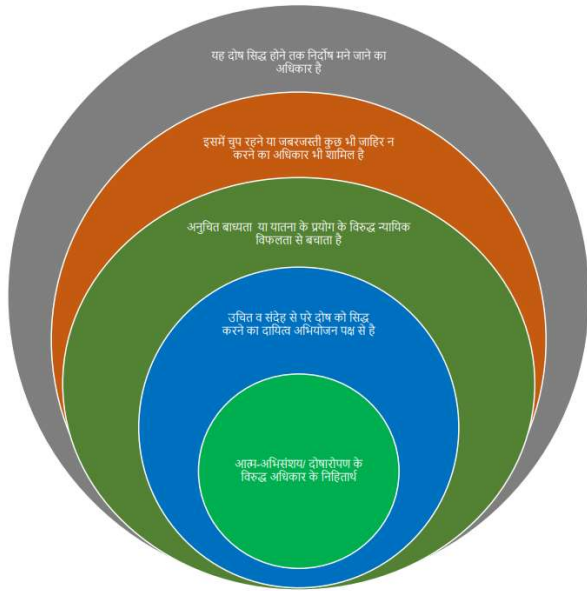 यह दोष सिद्ध होने तक निर्दोष मने जाने का
अधिकार है
इसमें चुप रहने या जबरजस्ती कुछ भी जाहिर न
करने का अधिकार भी शामिल है
अनुचित बाध्यता या यातना के प्रयोग के विरुद्ध न्यायिक
विफलता से बचाता है
उचित व संदेह से परे दोष को सिद्ध
करने का दायित्व अभियोजन पक्ष से है
आत्म-अभिसंशय/ दोषारोपण के
विरुद्ध अधिकार के निहितार्थ